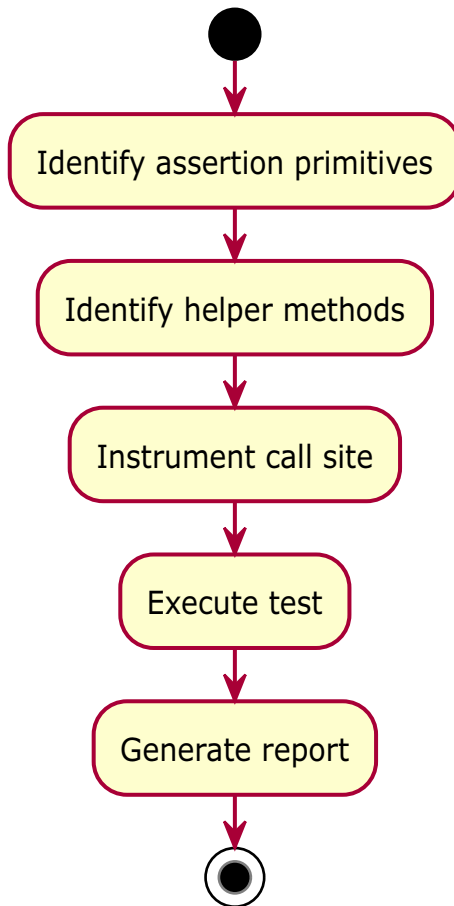 Identify assertion primitives
Identify helper methods
Instrument call site
Execute test
Generate report